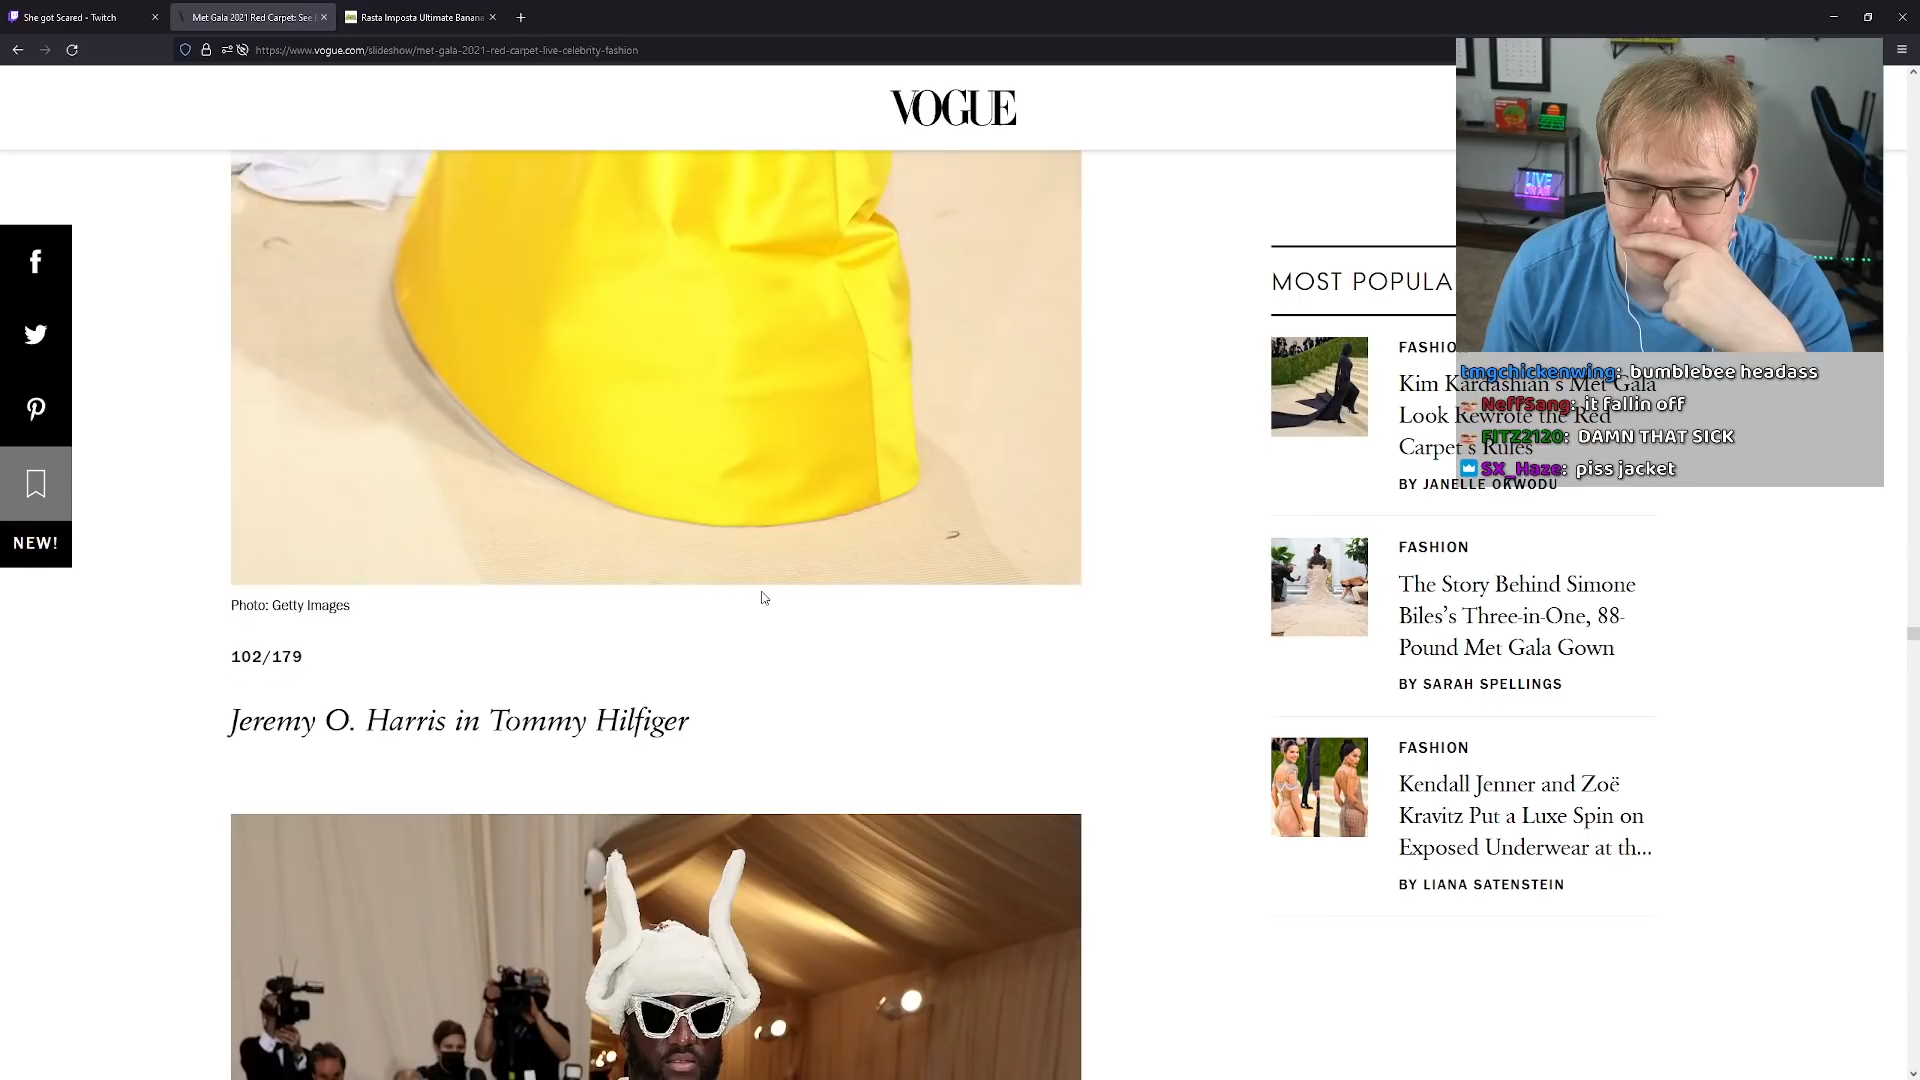 She got Scared - Twitch
Met Gala 2021 Red Carpet: See
Rasta Imposta Ultimate Banana
https://www.vogue.com/slideshow/met-gala-2021-red-carpet-live-celebrity-fashion
VOGUE
NEW!
Photo: Getty Images
102/179
Jeremy O. Harris in Tommy Hilfiger
MOST POPULA
FASHIO
Kim Kardashian's Met Gala
Look Rewrote the Red
Carpet's Rules
BY JANELLE OKWODU
FASHION
The Story Behind Simone
Biles's Three-in-One, 88-
Pound Met Gala Gown
BY SARAH SPELLINGS
FASHION
Kendall Jenner and Zoë
Kravitz Put a Luxe Spin on
Exposed Underwear at th...
BY LIANA SATENSTEIN
LIVE
ON AIR
tmgchickenwing: bumblebee headass
NeffSang: it fallin off
FITZ2120: DAMN THAT SICK
SX_Haze: piss jacket